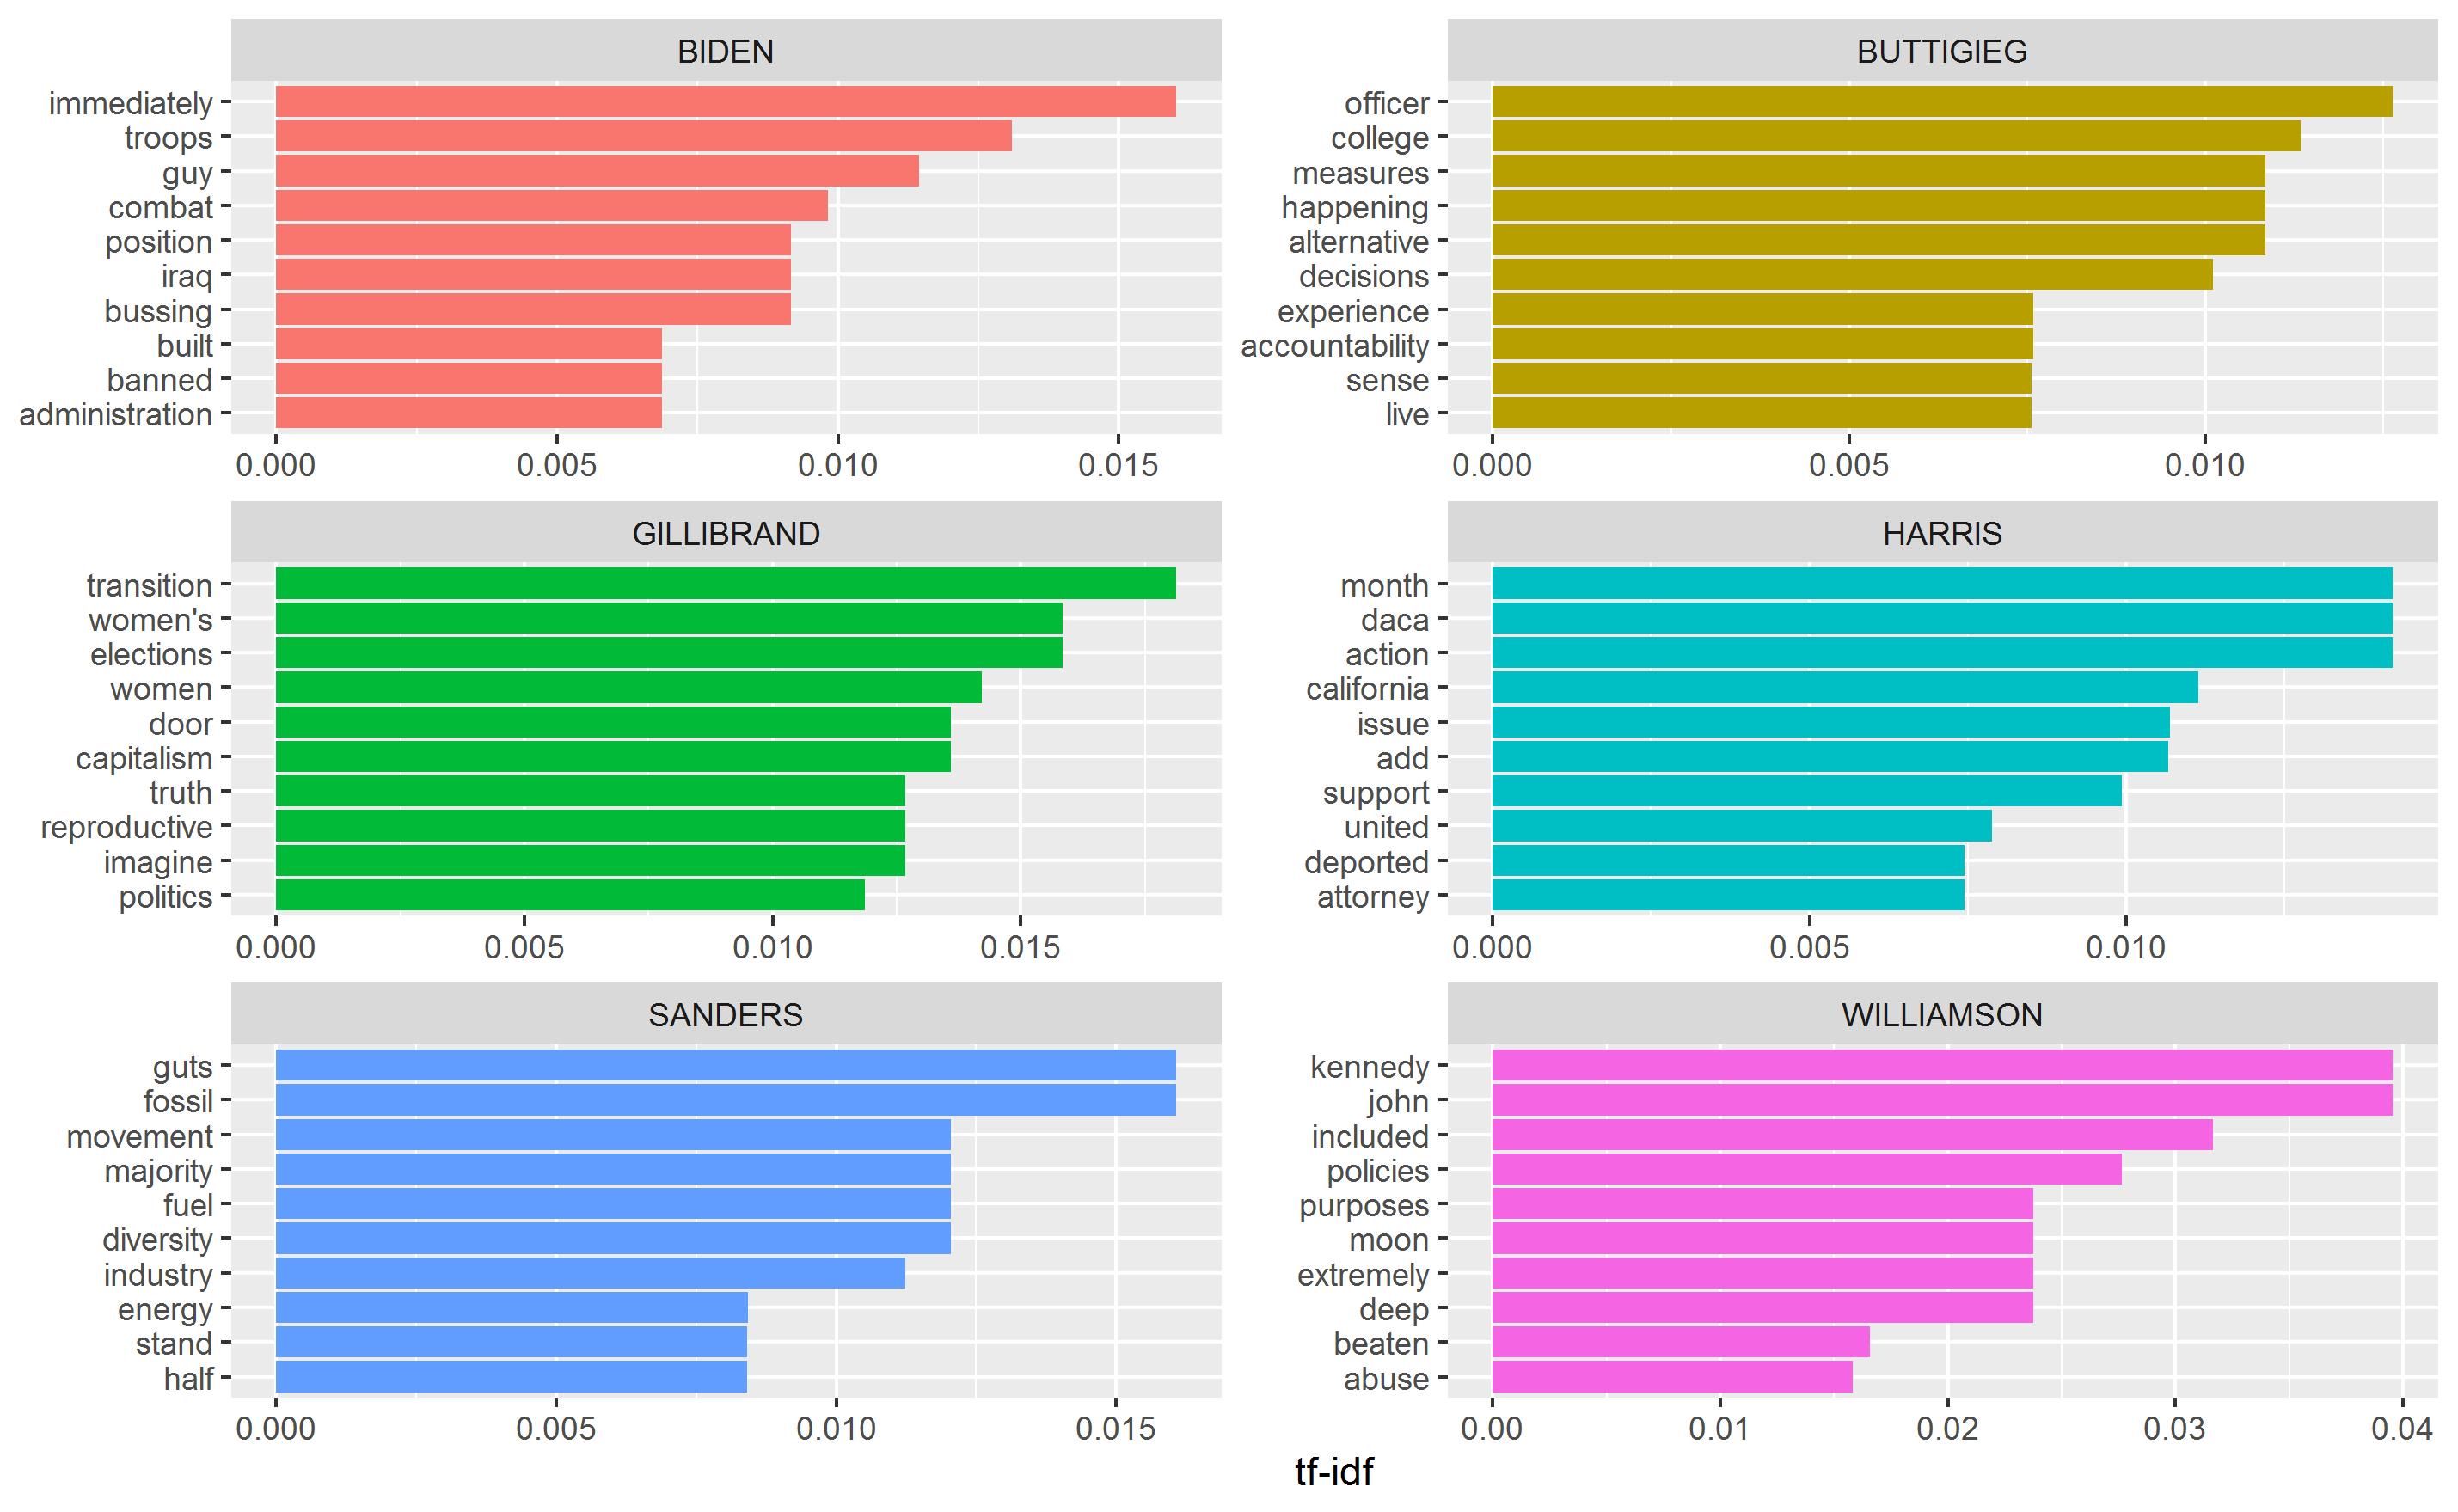 BIDEN
immediately
troops
guy
combat
position
iraq
bussing
built
banned
administration
0.000 0.005 0.010 0.015
BUTTIGIEG
officer
college
measures
happening
alternative
decisions
experience
accountability
sense
live
0.000 0.005 0.010
GILLIBRAND
transition
women's
elections
women
door
capitalism
truth
reproductive
imagine
politics
0.000 0.005 0.010 0.015
HARRIS
month
daca
action
california
issue
add
support
united
deported
attorney
0.000 0.005 0.010
SANDERS
guts
fossil
movement
majority
fuel
diversity
industry
energy
stand
half
0.000 0.005 0.010 0.015
WILLIAMSON
kennedy
john
included
policies
purposes
moon
extremely
deep
beaten
abuse
0.00 0.01 0.02 0.03 0.04
tf-idf